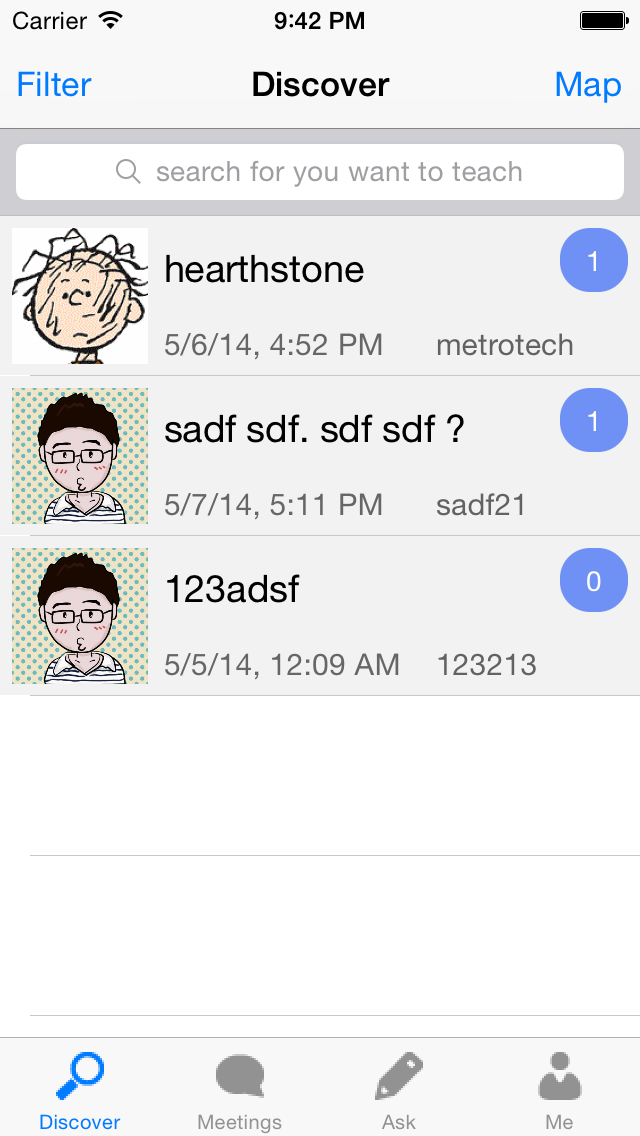 Carrier 9:42 PM
Filter Discover Map
search for you want to teach
hearthstone 1
5/6/14, 4:52 PM metrotech
sadf sdf. sdf sdf ? 1
5/7/14, 5:11 PM sadf21
123adsf 0
5/5/14, 12:09 AM 123213
Discover Meetings Ask Me